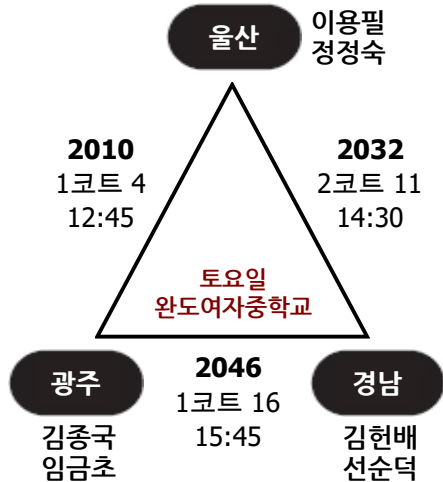 울산
이용필
정정숙
2010
1코트 4
12:45
2032
2코트 11
14:30
토요일
완도여자중학교
광주
김종국
임금초
2046
1코트 16
15:45
경남
김헌배
선순덕